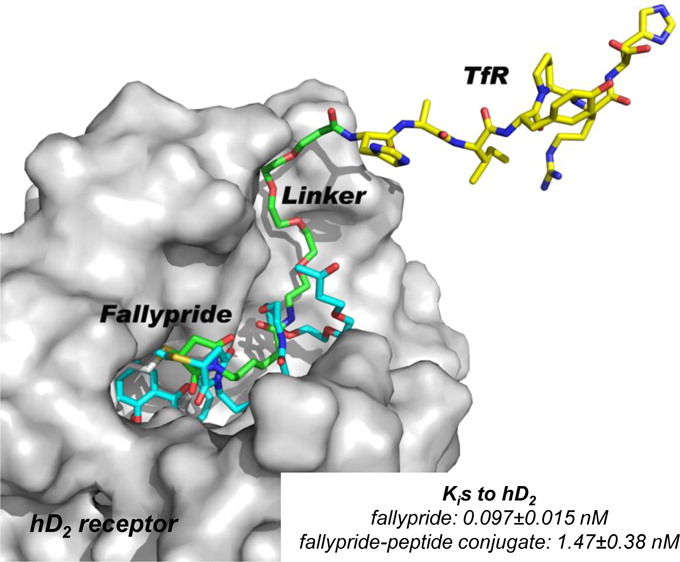 TfR
Linker
Fallypride
hD₂ receptor
Kᵢs to hD₂
fallypride: 0.097±0.015 nM
fallypride-peptide conjugate: 1.47±0.38 nM